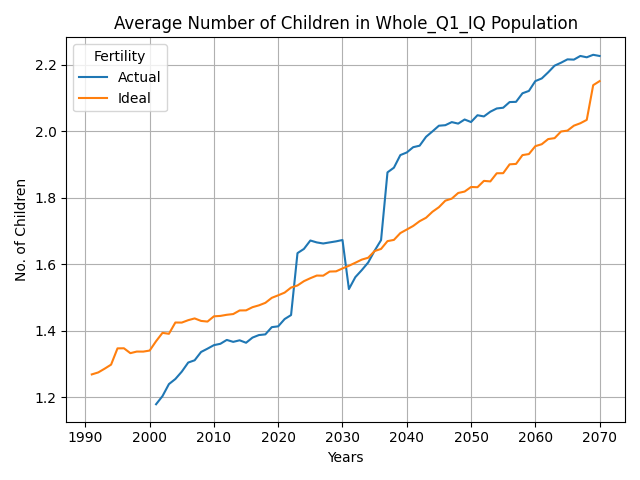 Average Number of Children in Whole_Q1_IQ Population
Fertility
Actual
Ideal
No. of Children
2.2
2.0
1.8
1.6
1.4
1.2
1990 2000 2010 2020 2030 2040 2050 2060 2070
Years